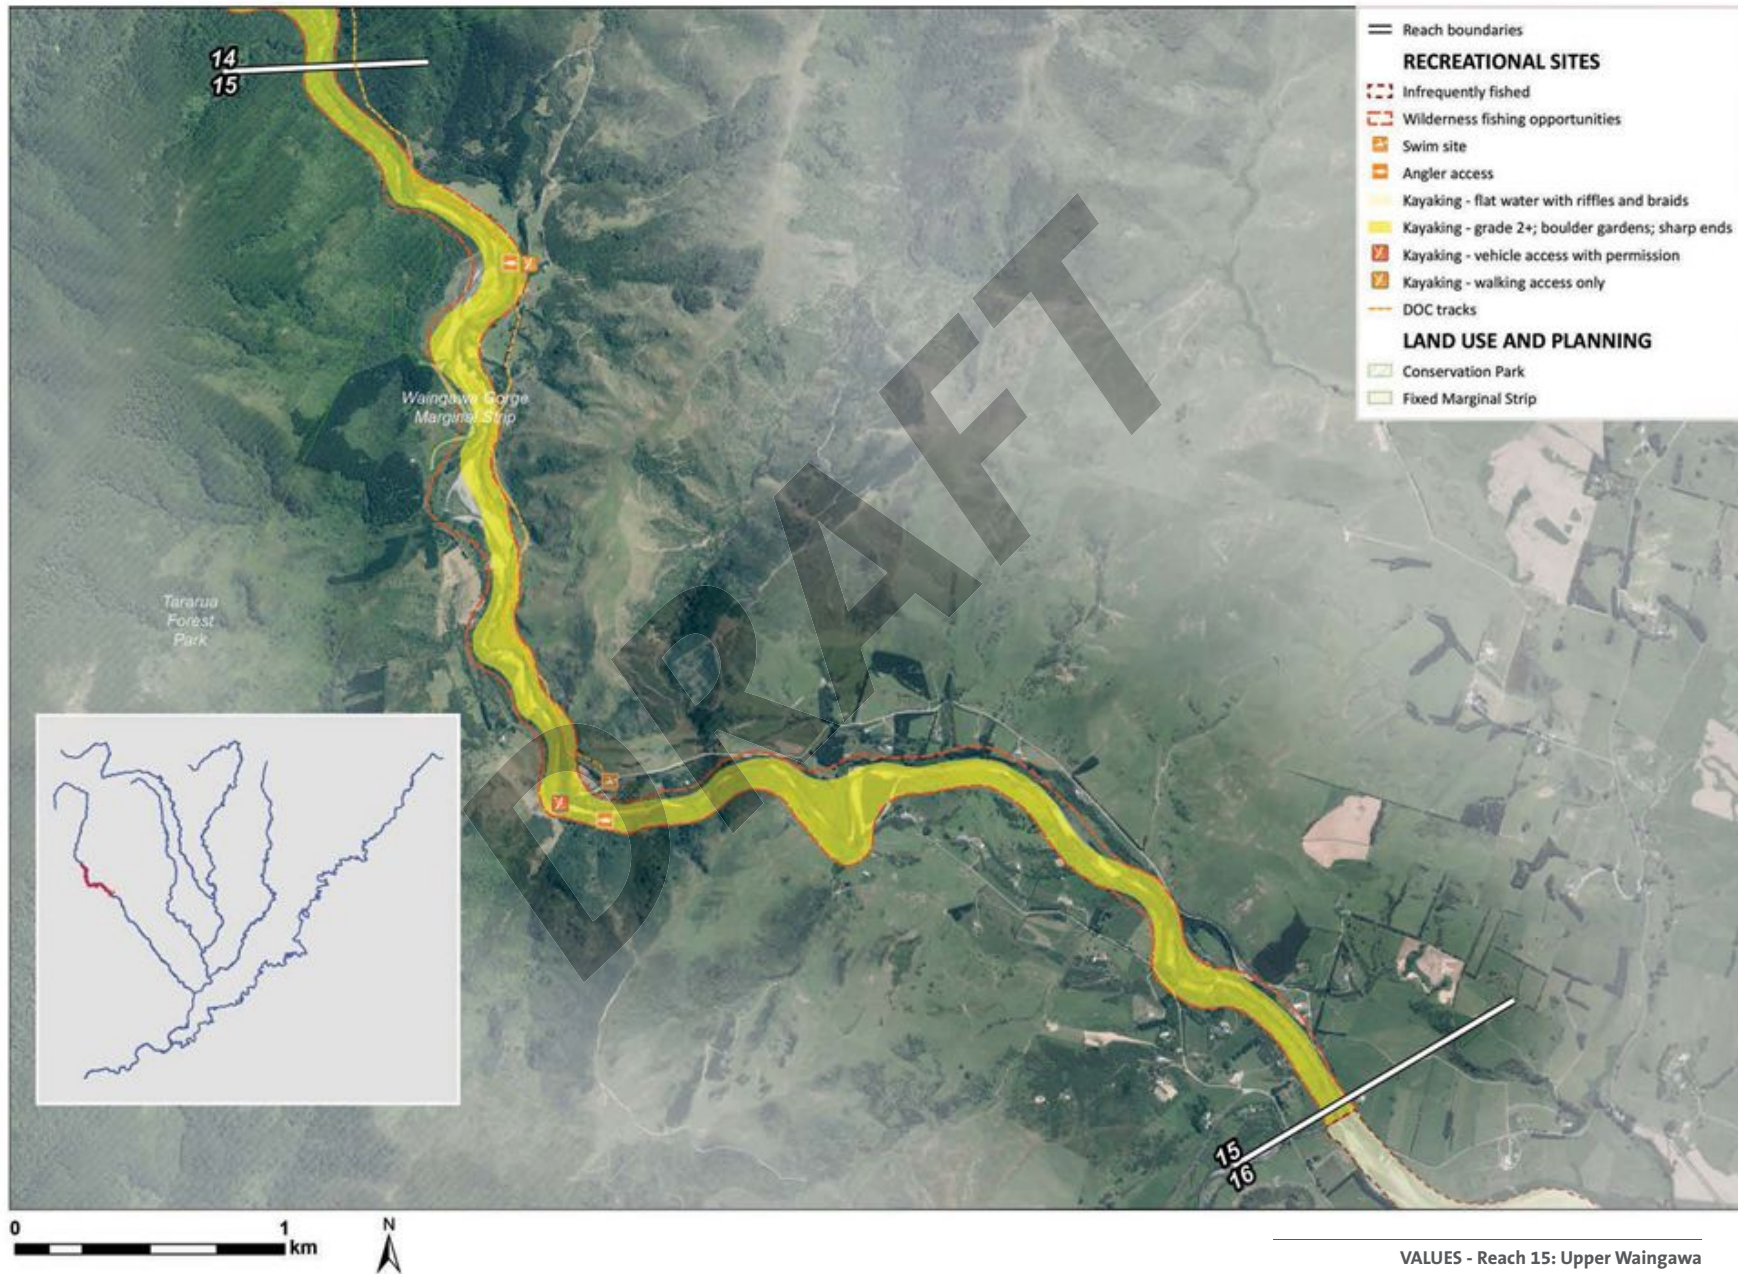 14
15
Reach boundaries
RECREATIONAL SITES
Infrequently fished
Wilderness fishing opportunities
Swim site
Angler access
Kayaking - flat water with riffles and braids
Kayaking - grade 2+; boulder gardens; sharp ends
Kayaking - vehicle access with permission
Kayaking - walking access only
DOC tracks
LAND USE AND PLANNING
Conservation Park
Fixed Marginal Strip
Waingawa Gorge
Marginal Strip
Tararua
Forest
Park
DRAFT
15
16
0 1
km
N
VALUES - Reach 15: Upper Waingawa